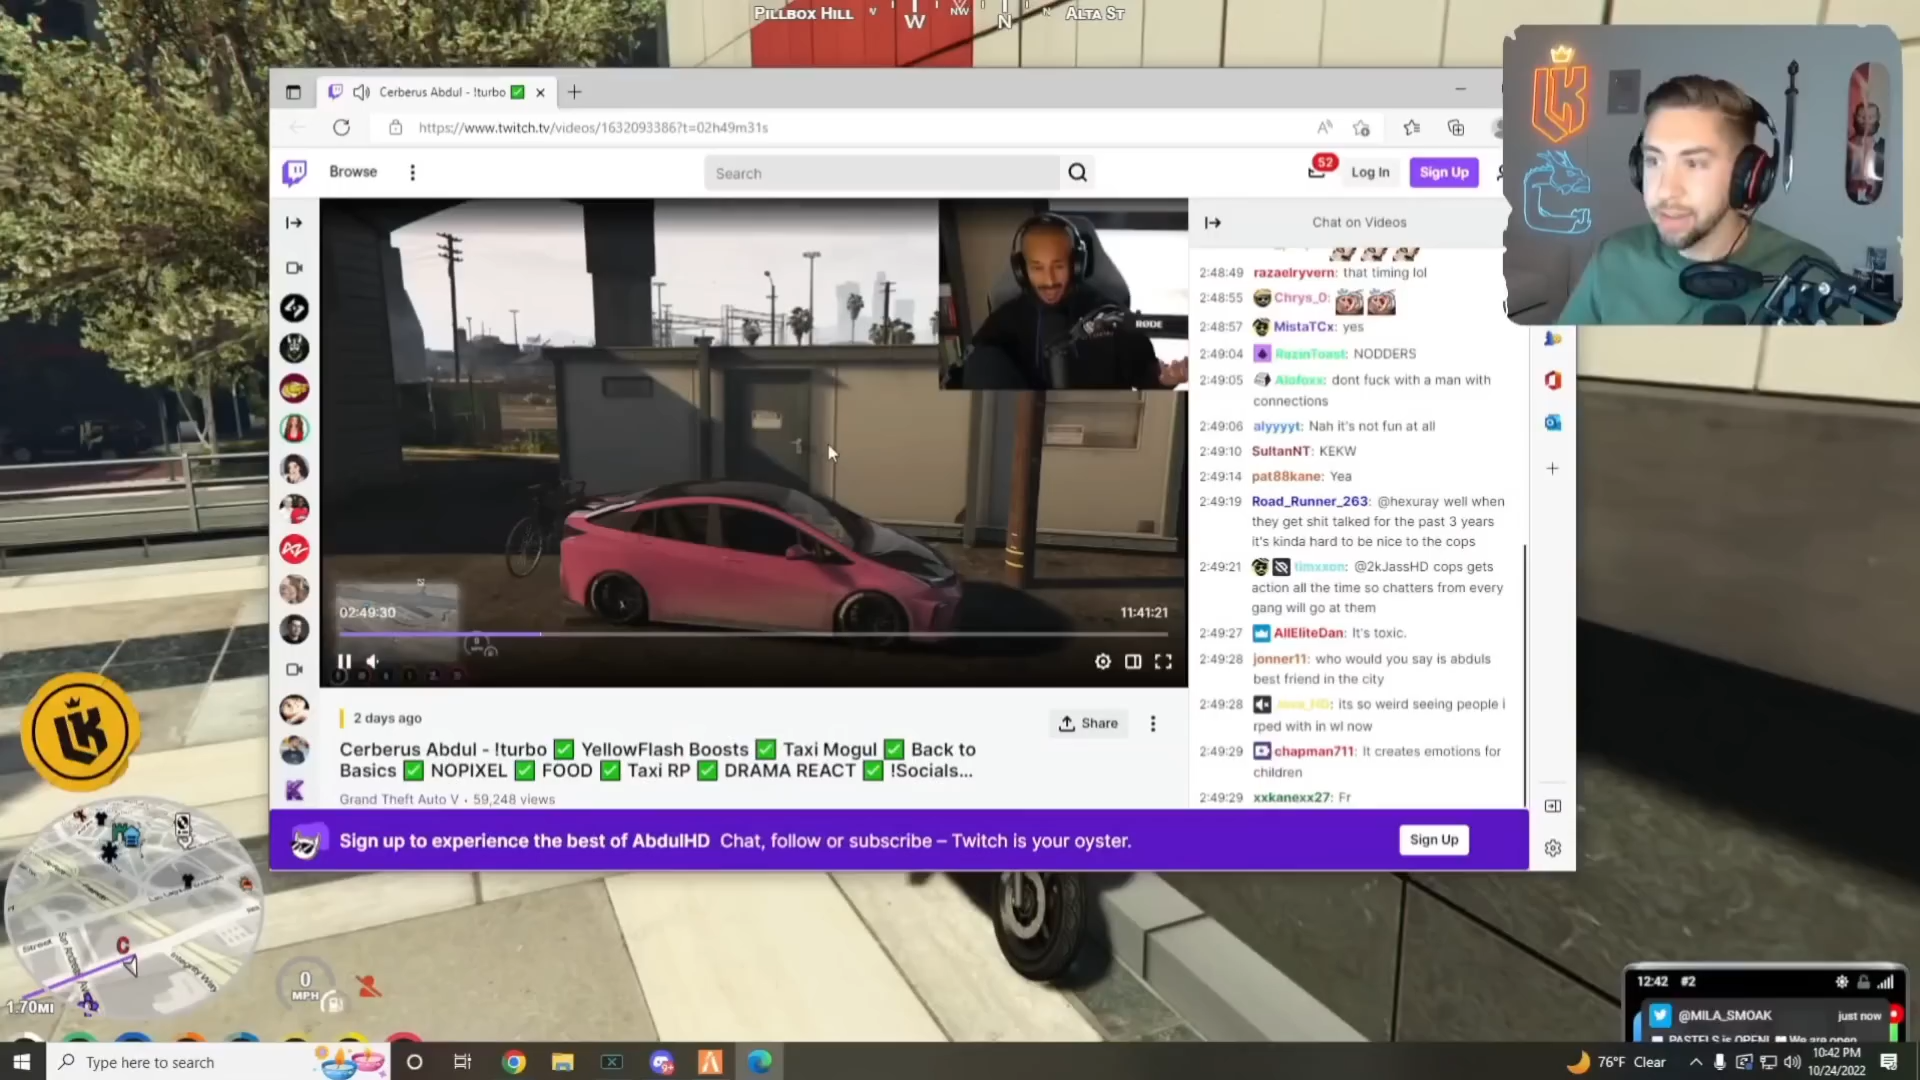 PILLBOX HILL
W
NW
N
ALTA ST
Cerberus Abdul - !turbo ✅
https://www.twitch.tv/videos/1632093386?t=02h49m31s
Browse
Search
52
Log In
Sign Up
Chat on Videos
2:48:49 razaelryvern: that timing lol
2:48:55 Chrys_0:
2:48:57 MistaTCx: yes
2:49:04 RazinToast: NODDERS
2:49:05 Alofoxx: dont fuck with a man with
connections
2:49:06 alyyyyt: Nah it's not fun at all
2:49:10 SultanNT: KEKW
2:49:14 pat88kane: Yea
2:49:19 Road_Runner_263: @hexuray well when
they get shit talked for the past 3 years
it's kinda hard to be nice to the cops
2:49:21 timxxon: @2kJassHD cops gets
action all the time so chatters from every
gang will go at them
2:49:27 AllEliteDan: It's toxic.
2:49:28 jonner11: who would you say is abduls
best friend in the city
2:49:28 its so weird seeing people i
rped with in wl now
2:49:29 chapman711: It creates emotions for
children
2:49:29 xxkanexx27: Fr
RØDE
02:49:30
11:41:21
2 days ago
Share
Cerberus Abdul - !turbo ✅ YellowFlash Boosts ✅ Taxi Mogul ✅ Back to
Basics ✅ NOPIXEL ✅ FOOD ✅ Taxi RP ✅ DRAMA REACT ✅ !Socials...
Grand Theft Auto V • 59,248 views
Sign up to experience the best of AbdulHD Chat, follow or subscribe – Twitch is your oyster.
Sign Up
LK
C
1.70MI
0
MPH
12:42 #2
@MILA_SMOAK just now
PASTELS is OPEN! We are open
Type here to search
76°F Clear
10:42 PM
10/24/2022